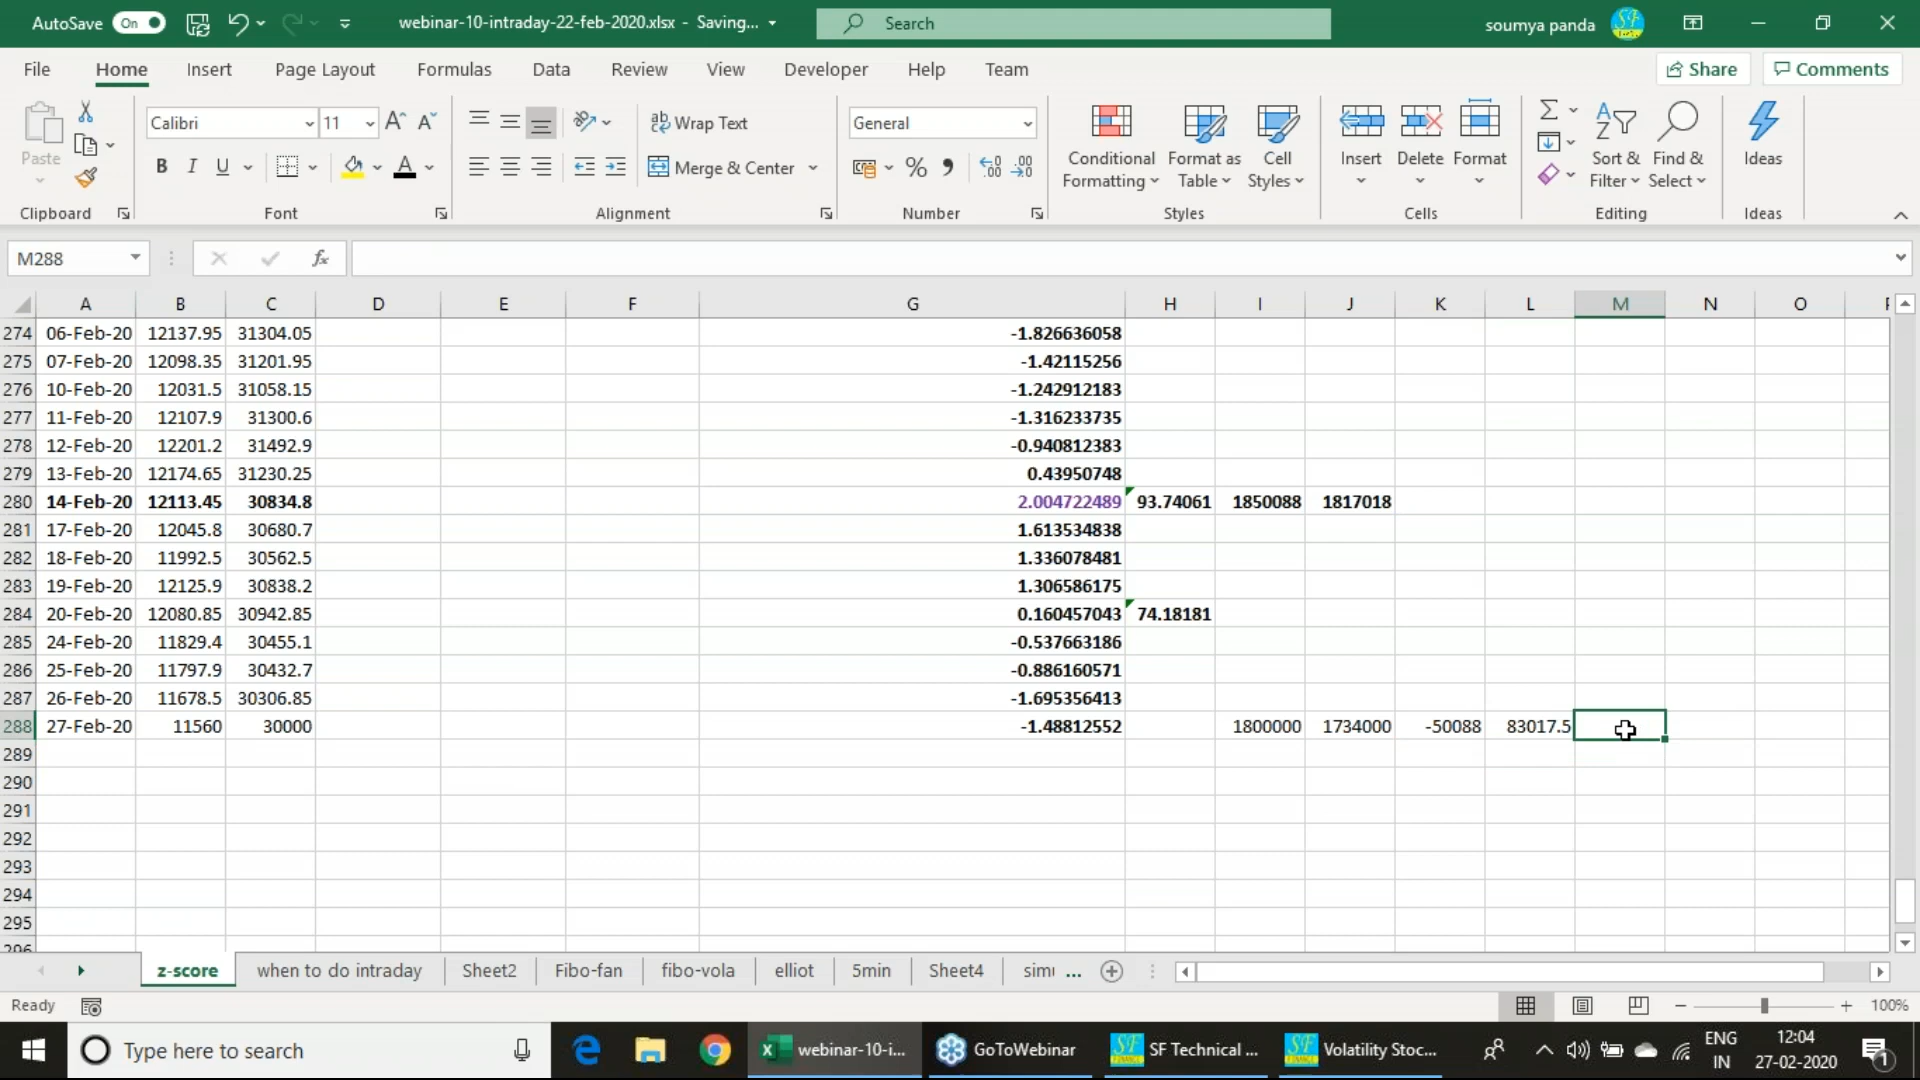 AutoSave On webinar-10-intraday-22-feb-2020.xlsx - Saving... Search soumya panda
File Home Insert Page Layout Formulas Data Review View Developer Help Team Share Comments
Paste Calibri 11 Wrap Text General Conditional Formatting Format as Table Cell Styles Insert Delete Format Sort & Filter Find & Select Ideas
B I U A Merge & Center %
Clipboard Font Alignment Number Styles Cells Editing Ideas
M288 fx
A B C D E F G H I J K L M N O
274 06-Feb-20 12137.95 31304.05 -1.826636058
275 07-Feb-20 12098.35 31201.95 -1.42115256
276 10-Feb-20 12031.5 31058.15 -1.242912183
277 11-Feb-20 12107.9 31300.6 -1.316233735
278 12-Feb-20 12201.2 31492.9 -0.940812383
279 13-Feb-20 12174.65 31230.25 0.43950748
280 14-Feb-20 12113.45 30834.8 2.004722489 93.74061 1850088 1817018
281 17-Feb-20 12045.8 30680.7 1.613534838
282 18-Feb-20 11992.5 30562.5 1.336078481
283 19-Feb-20 12125.9 30838.2 1.306586175
284 20-Feb-20 12080.85 30942.85 0.160457043 74.18181
285 24-Feb-20 11829.4 30455.1 -0.537663186
286 25-Feb-20 11797.9 30432.7 -0.886160571
287 26-Feb-20 11678.5 30306.85 -1.695356413
288 27-Feb-20 11560 30000 -1.48812552 1800000 1734000 -50088 83017.5
289
290
291
292
293
294
295
296
z-score when to do intraday Sheet2 Fibo-fan fibo-vola elliot 5min Sheet4 simu ...
Ready 100%
Type here to search webinar-10-i... GoToWebinar SF Technical ... Volatility Stoc... ENG IN 12:04 27-02-2020 1